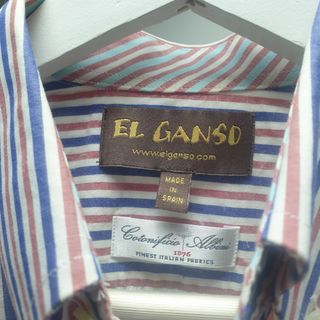 EL GANSO
www.elganso.com
MADE
IN
SPAIN
Cotonificio Albini
1876
FINEST ITALIAN FABRICS